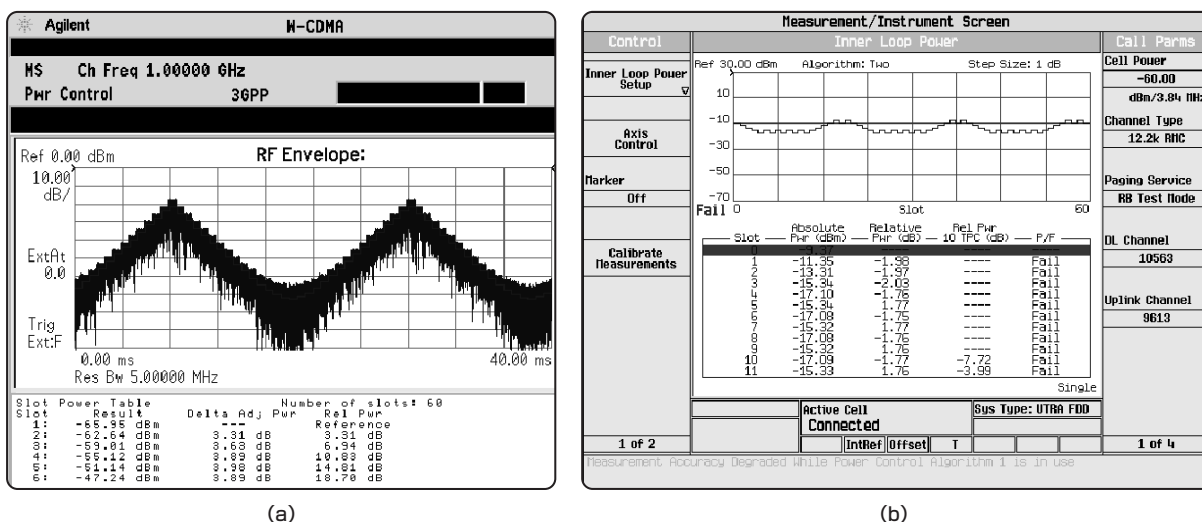 Agilent W-CDMA
MS Ch Freq 1.00000 GHz
Pwr Control 3GPP
Ref 0.00 dBm RF Envelope:
10.00
dB/
ExtAt
0.0
Trig
Ext:F
0.00 ms 40.00 ms
Res Bw 5.00000 MHz
Slot Power Table Number of slots: 60
Slot Result Delta Adj Pwr Rel Pwr
1: -65.95 dBm --- Reference
2: -62.64 dBm 3.31 dB 3.31 dB
3: -59.01 dBm 3.63 dB 6.94 dB
4: -55.12 dBm 3.89 dB 10.83 dB
5: -51.14 dBm 3.98 dB 14.81 dB
6: -47.24 dBm 3.89 dB 18.70 dB
(a)
Measurement/Instrument Screen
Control
Inner Loop Power
Setup
Axis
Control
Marker
Off
Calibrate
Measurements
1 of 2
Inner Loop Power
Ref 30.00 dBm Algorithm: Two Step Size: 1 dB
10
-10
-30
-50
-70
Fail 0 Slot 60
Absolute Relative Rel Pwr
Slot Pwr (dBm) Pwr (dB) 10 TPC (dB) P/F
0 -9.37 ---- ----
1 -11.35 -1.98 ---- Fail
2 -13.31 -1.97 ---- Fail
3 -15.34 -2.03 ---- Fail
4 -17.10 -1.76 ---- Fail
5 -15.34 1.77 ---- Fail
6 -17.08 -1.75 ---- Fail
7 -15.32 1.77 ---- Fail
8 -17.08 -1.76 ---- Fail
9 -15.32 1.76 ---- Fail
10 -17.09 -1.77 -7.72 Fail
11 -15.33 1.76 -3.99 Fail
Single
Active Cell Sys Type: UTRA FDD
Connected
IntRef Offset T
Call Parms
Cell Power
-60.00
dBm/3.84 MHz
Channel Type
12.2k RMC
Paging Service
RB Test Mode
DL Channel
10563
Uplink Channel
9613
1 of 4
Measurement Accuracy Degraded While Power Control Algorithm 1 is in use
(b)